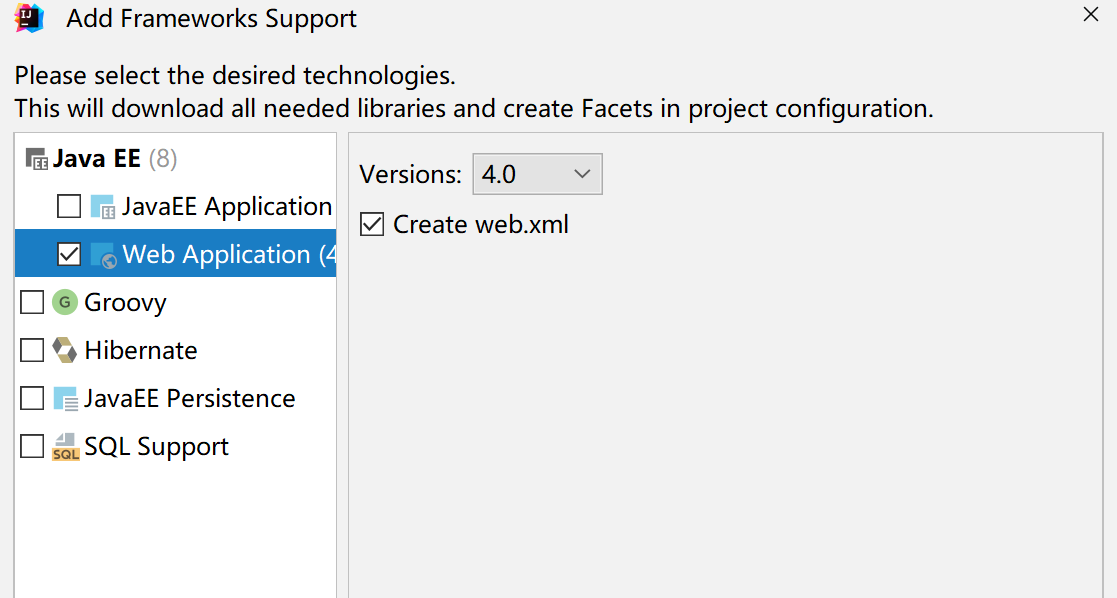 Add Frameworks Support
Please select the desired technologies.
This will download all needed libraries and create Facets in project configuration.
Java EE (8)
JavaEE Application
Web Application (4
Groovy
Hibernate
JavaEE Persistence
SQL Support
Versions: 4.0
Create web.xml